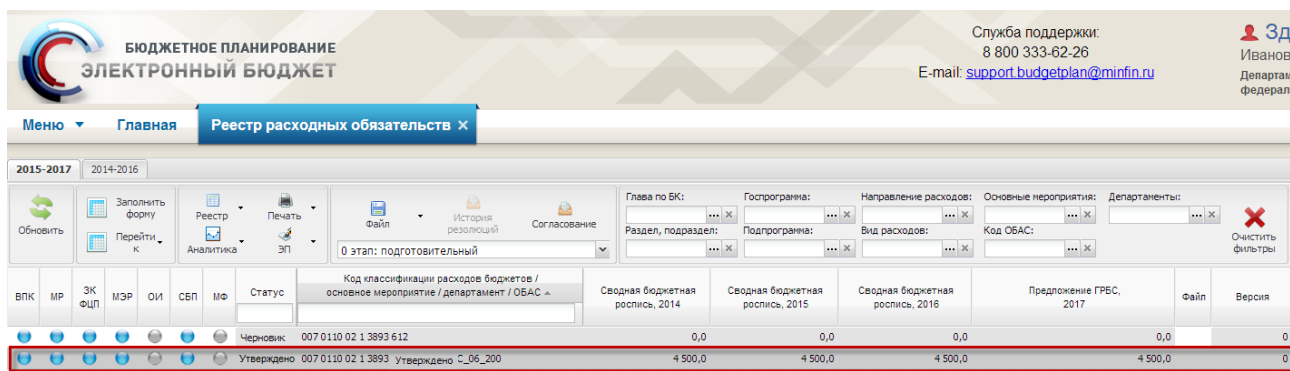 БЮДЖЕТНОЕ ПЛАНИРОВАНИЕ
ЭЛЕКТРОННЫЙ БЮДЖЕТ
Служба поддержки:
8 800 333-62-26
E-mail: support.budgetplan@minfin.ru
Зд
Иванов
Департам
федерал
Меню Главная Реестр расходных обязательств ×
2015-2017 2014-2016
Обновить
Заполнить форму
Перейти к
Реестр
Аналитика
Печать
ЭП
Файл
История резолюций
Согласование
0 этап: подготовительный
Глава по БК: Госпрограмма: Направление расходов: Основные мероприятия: Департаменты:
Раздел, подраздел: Подпрограмма: Вид расходов: Код ОБАС:
Очистить фильтры
ВПК МР ЗК ФЦП МЭР ОИ СБП МФ Статус Код классификации расходов бюджетов / основное мероприятие / департамент / ОБАС Сводная бюджетная роспись, 2014 Сводная бюджетная роспись, 2015 Сводная бюджетная роспись, 2016 Предложение ГРБС, 2017 Файл Версия
Черновик 007 0110 02 1 3893 612 0,0 0,0 0,0 0,0 0
Утверждено 007 0110 02 1 3893 Утверждено С_06_200 4 500,0 4 500,0 4 500,0 4 500,0 0